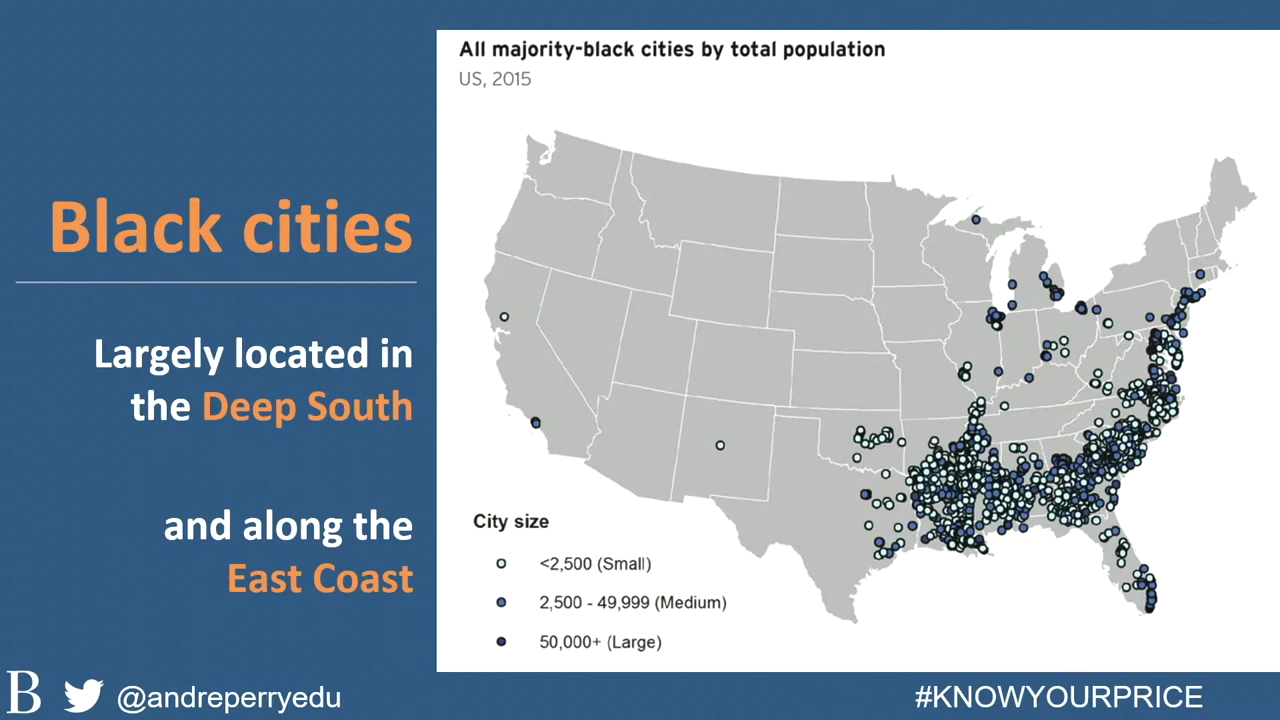 Black cities
Largely located in
the Deep South
and along the
East Coast
All majority-black cities by total population
US, 2015
City size
<2,500 (Small)
2,500 - 49,999 (Medium)
50,000+ (Large)
B @andreperryedu
#KNOWYOURPRICE